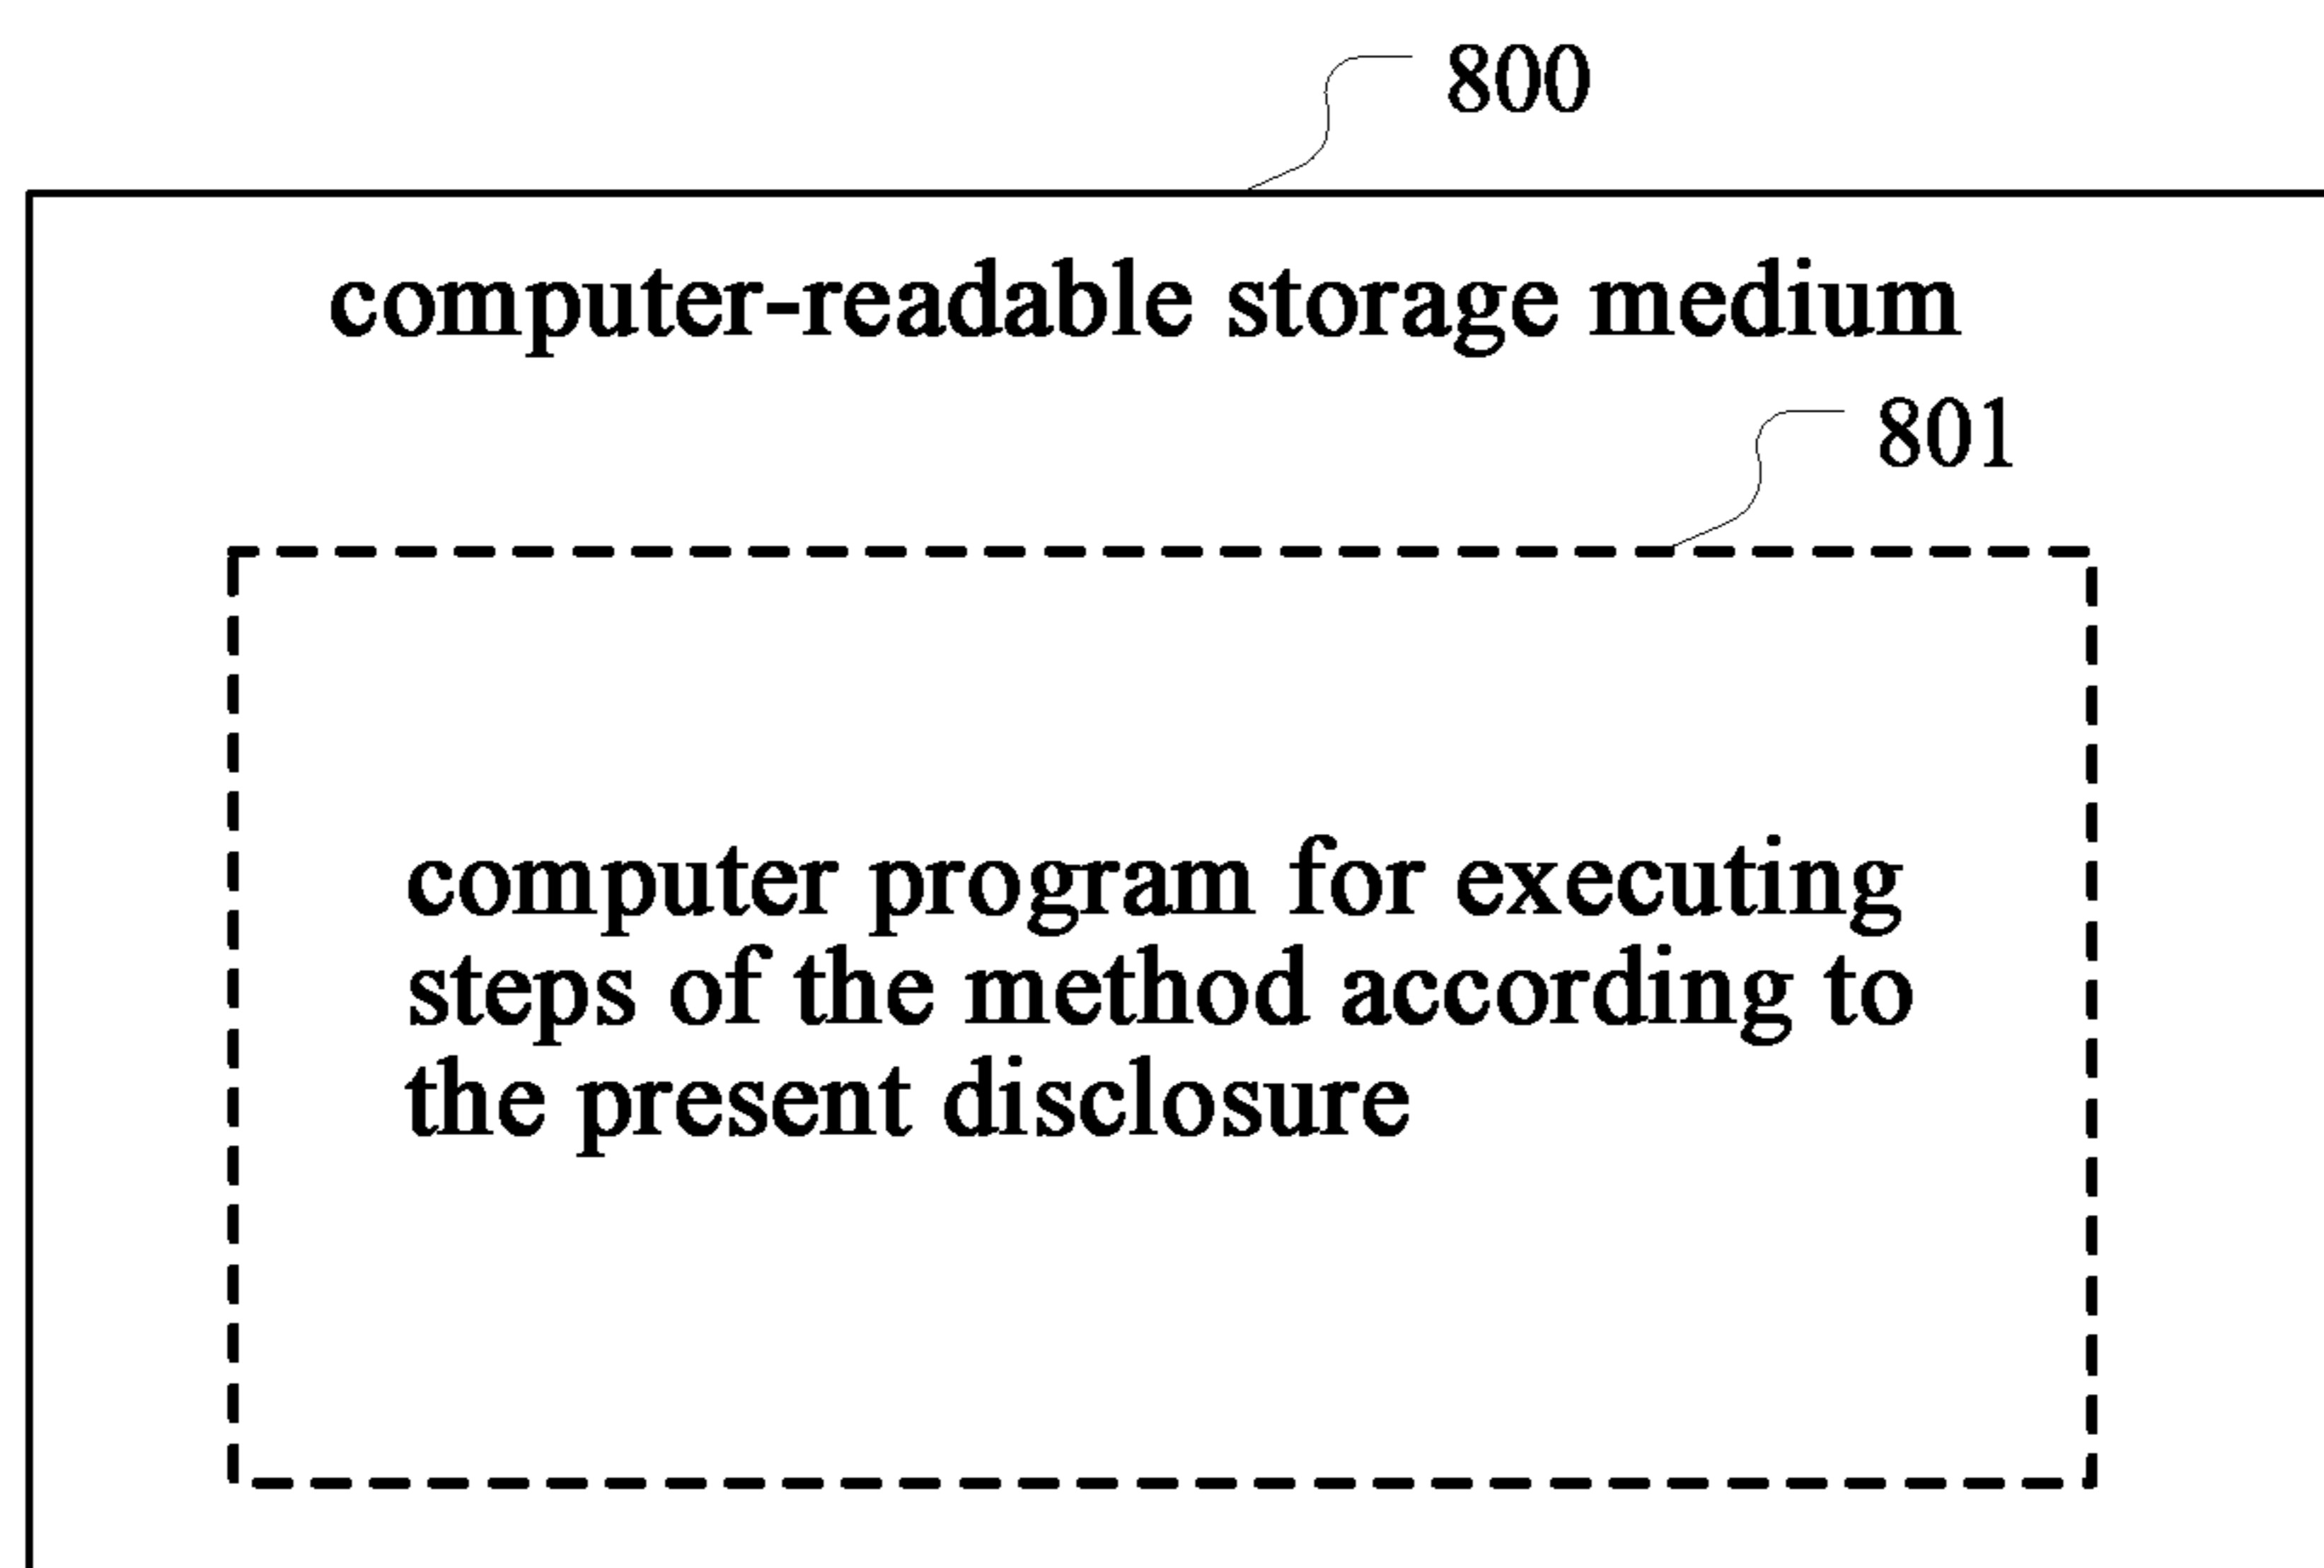 800
computer-readable storage medium
801
computer program for executing
steps of the method according to
the present disclosure